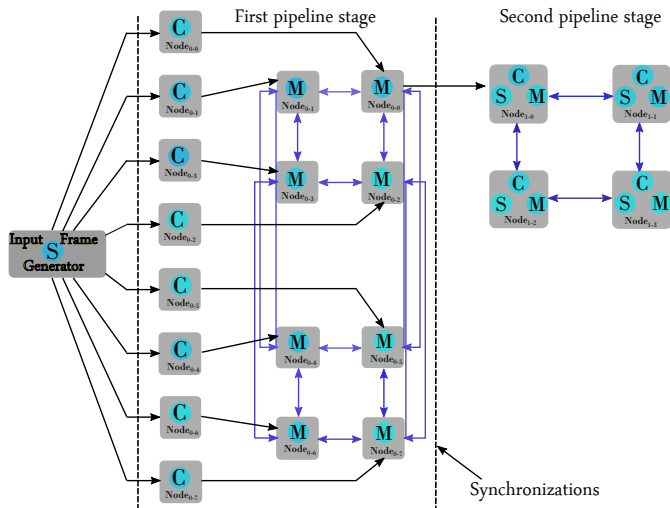 First pipeline stage
Second pipeline stage
C
Node0-0
C
Node0-1
C
Node0-3
C
Node0-2
Input Frame
S
Generator
C
Node0-5
C
Node0-4
C
Node0-6
C
Node0-7
M
Node0-1
M
Node0-0
M
Node0-3
M
Node0-2
M
Node0-4
M
Node0-5
M
Node0-6
M
Node0-7
C
S M
Node1-0
C
S M
Node1-1
C
S M
Node1-2
C
S M
Node1-3
Synchronizations